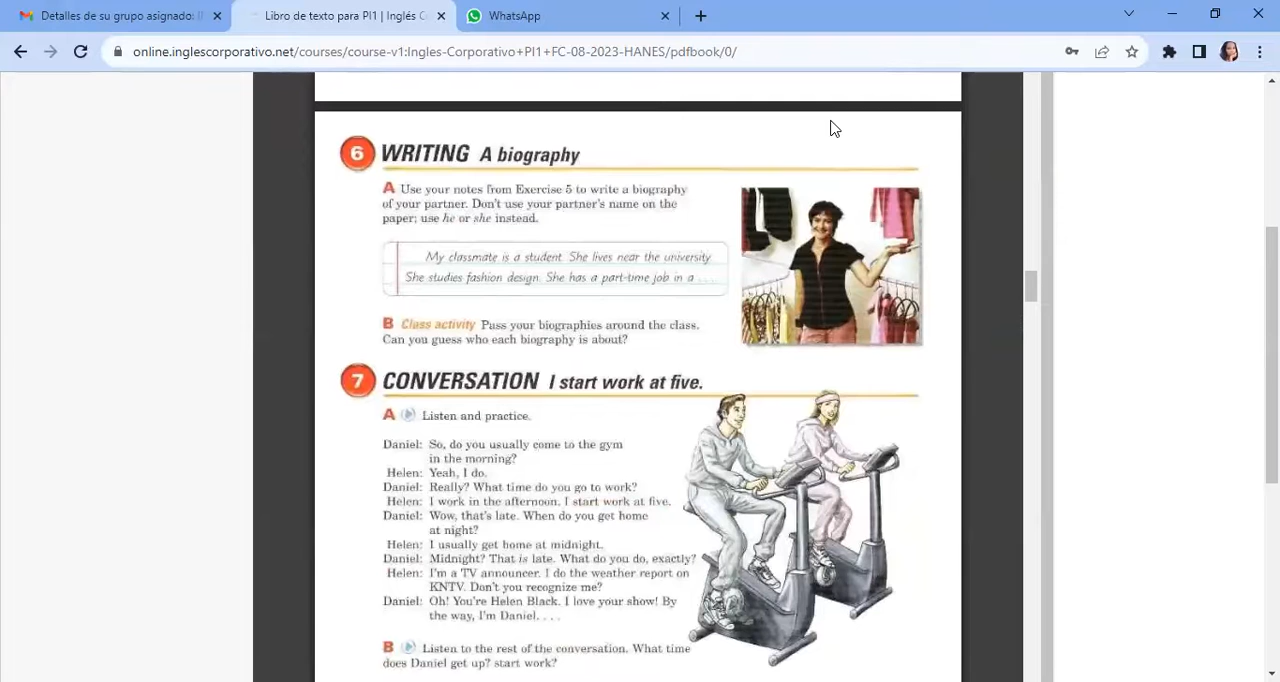 Detalles de su grupo asignado
Libro de texto para PI1 | Inglés
WhatsApp
online.inglescorporativo.net/courses/course-v1:Ingles-Corporativo+PI1+FC-08-2023-HANES/pdfbook/0/
6 WRITING A biography
A Use your notes from Exercise 5 to write a biography
of your partner. Don't use your partner's name on the
paper; use he or she instead.
My classmate is a student. She lives near the university.
She studies fashion design. She has a part-time job in a . . .
B Class activity Pass your biographies around the class.
Can you guess who each biography is about?
7 CONVERSATION I start work at five.
A Listen and practice.
Daniel: So, do you usually come to the gym
in the morning?
Helen: Yeah, I do.
Daniel: Really? What time do you go to work?
Helen: I work in the afternoon. I start work at five.
Daniel: Wow, that's late. When do you get home
at night?
Helen: I usually get home at midnight.
Daniel: Midnight? That is late. What do you do, exactly?
Helen: I'm a TV announcer. I do the weather report on
KNTV. Don't you recognize me?
Daniel: Oh! You're Helen Black. I love your show! By
the way, I'm Daniel. . . .
B Listen to the rest of the conversation. What time
does Daniel get up? start work?